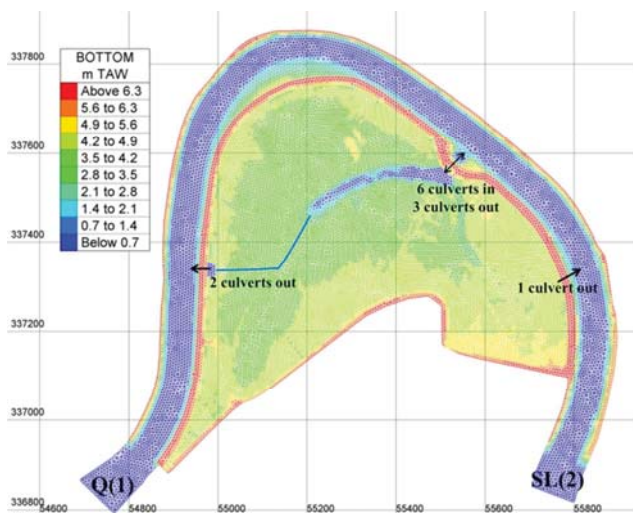 337800
337600
337400
337200
337000
336800
BOTTOM
m TAW
Above 6.3
5.6 to 6.3
4.9 to 5.6
4.2 to 4.9
3.5 to 4.2
2.8 to 3.5
2.1 to 2.8
1.4 to 2.1
0.7 to 1.4
Below 0.7
6 culverts in
3 culverts out
2 culverts out
1 culvert out
Q(1)
SL(2)
54600
54800
55000
55200
55400
55600
55800